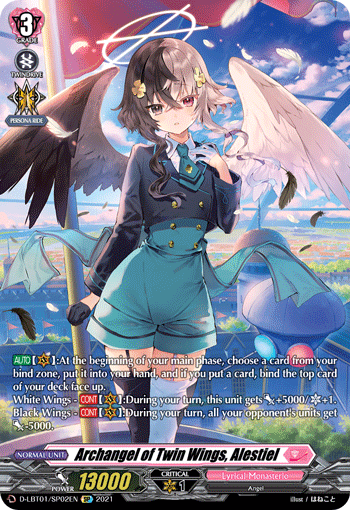 3
GRADE
TWINDRIVE
PERSONA RIDE
AUTO【】:At the beginning of your main phase, choose a card from your
bind zone, put it into your hand, and if you put a card, bind the top card
of your deck face up.
White Wings - CONT【】:During your turn, this unit gets +5000/+1.
Black Wings - CONT【】:During your turn, all your opponent's units get
-5000.
NORMAL UNIT
Archangel of Twin Wings, Alestiel
POWER 13000
CRITICAL
1
Lyrical Monasterio
Angel
D-LBT01/SP02EN SP 2021
illust / はねこと